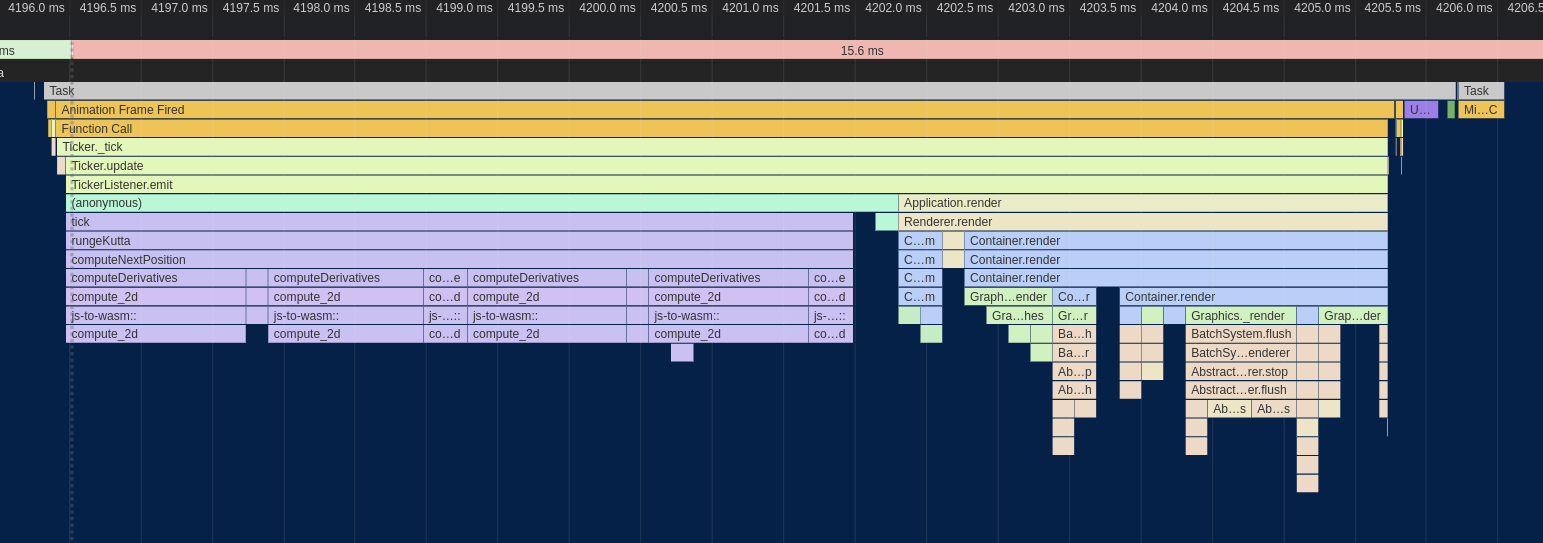 4196.0 ms 4196.5 ms 4197.0 ms 4197.5 ms 4198.0 ms 4198.5 ms 4199.0 ms 4199.5 ms 4200.0 ms 4200.5 ms 4201.0 ms 4201.5 ms 4202.0 ms 4202.5 ms 4203.0 ms 4203.5 ms 4204.0 ms 4204.5 ms 4205.0 ms 4205.5 ms 4206.0 ms 4206.5
ms 15.6 ms
a
Task Task
Animation Frame Fired U… Mi…C
Function Call
Ticker._tick
Ticker.update
TickerListener.emit
(anonymous) Application.render
tick Renderer.render
rungeKutta C…m Container.render
computeNextPosition C…m Container.render
computeDerivatives computeDerivatives co…e computeDerivatives computeDerivatives co…e C…m Container.render
compute_2d compute_2d co…d compute_2d compute_2d co…d C…m Graph…ender Co…r Container.render
js-to-wasm:: js-to-wasm:: js-…:: js-to-wasm:: js-to-wasm:: js-…:: Gra…hes Gr…r Graphics._render Grap…der
compute_2d compute_2d co…d compute_2d compute_2d co…d Ba…h BatchSystem.flush
Ba…r BatchSy…enderer
Ab…p Abstract…rer.stop
Ab…h Abstract…er.flush
Ab…s Ab…s